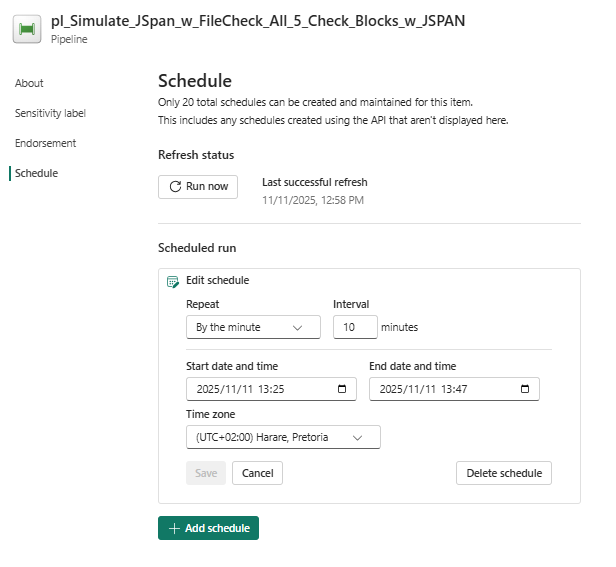 pl_Simulate_JSpan_w_FileCheck_All_5_Check_Blocks_w_JSPAN
Pipeline
About
Sensitivity label
Endorsement
Schedule
Schedule
Only 20 total schedules can be created and maintained for this item.
This includes any schedules created using the API that aren't displayed here.
Refresh status
Run now
Last successful refresh
11/11/2025, 12:58 PM
Scheduled run
Edit schedule
Repeat
Interval
By the minute
10
minutes
Start date and time
End date and time
2025/11/11 13:25
2025/11/11 13:47
Time zone
(UTC+02:00) Harare, Pretoria
Save
Cancel
Delete schedule
+ Add schedule